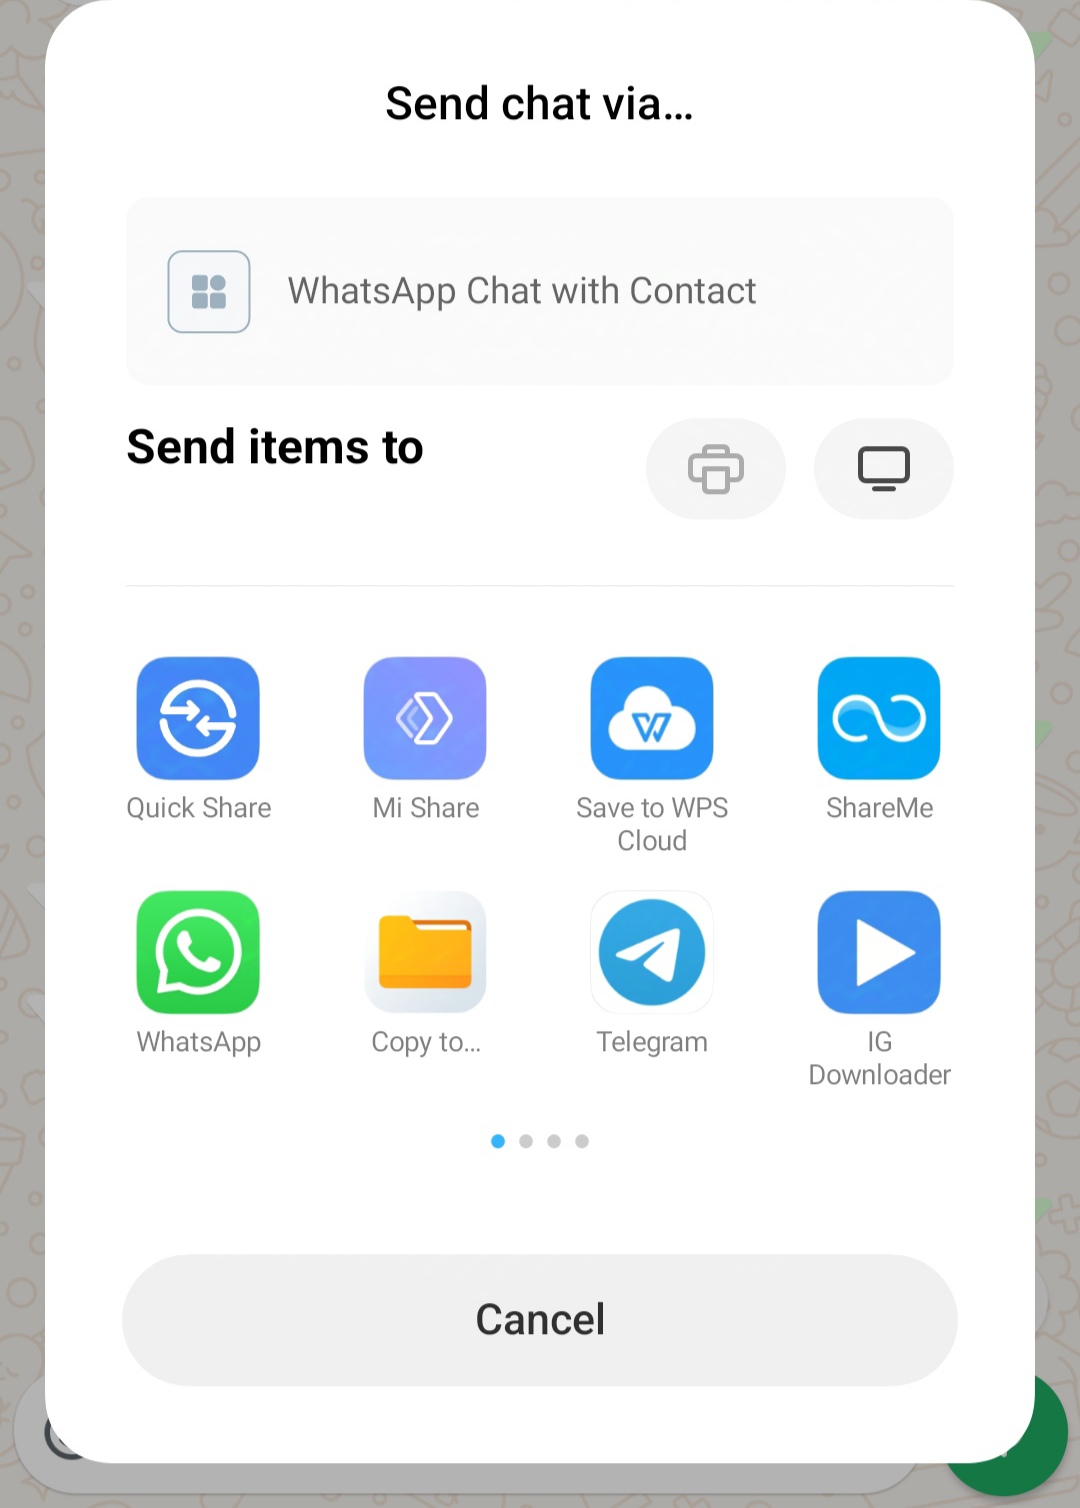 Send chat via...
WhatsApp Chat with Contact
Send items to
Quick Share
Mi Share
Save to WPS
Cloud
ShareMe
WhatsApp
Copy to...
Telegram
IG
Downloader
Cancel